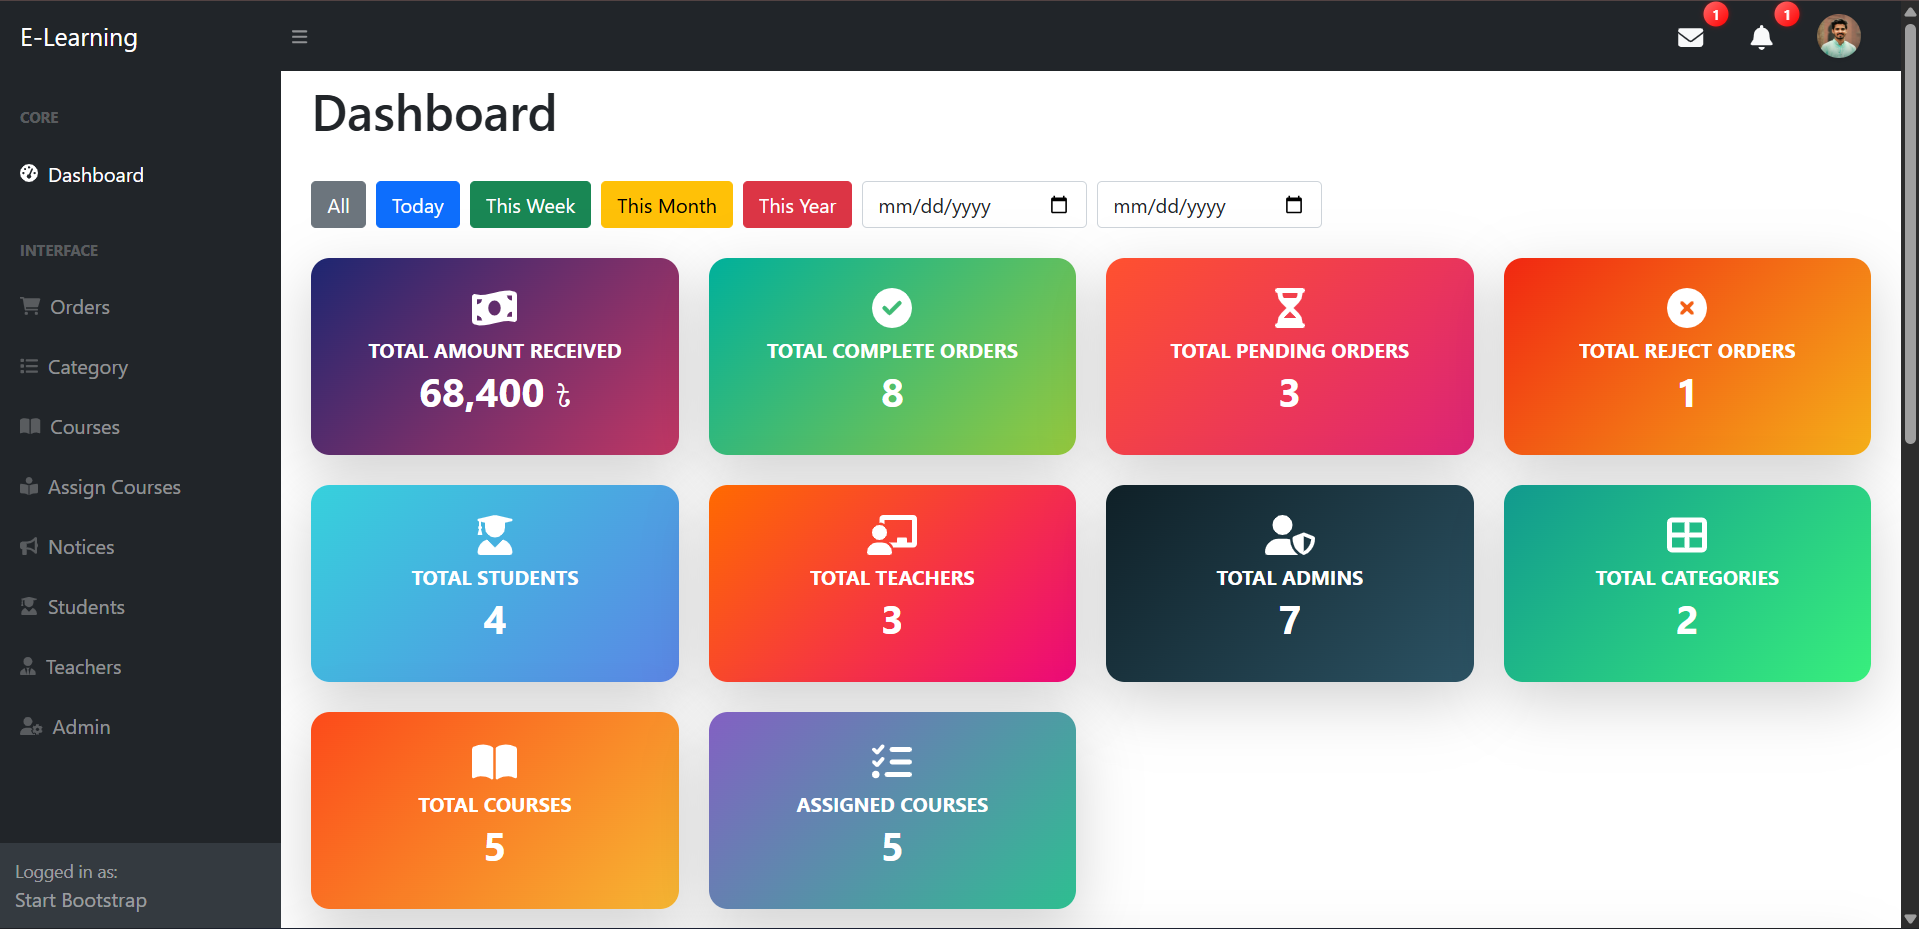 E-Learning
1
1
CORE
Dashboard
INTERFACE
Orders
Category
Courses
Assign Courses
Notices
Students
Teachers
Admin
Logged in as:
Start Bootstrap
Dashboard
All Today This Week This Month This Year mm/dd/yyyy mm/dd/yyyy
TOTAL AMOUNT RECEIVED
68,400 ৳
TOTAL COMPLETE ORDERS
8
TOTAL PENDING ORDERS
3
TOTAL REJECT ORDERS
1
TOTAL STUDENTS
4
TOTAL TEACHERS
3
TOTAL ADMINS
7
TOTAL CATEGORIES
2
TOTAL COURSES
5
ASSIGNED COURSES
5